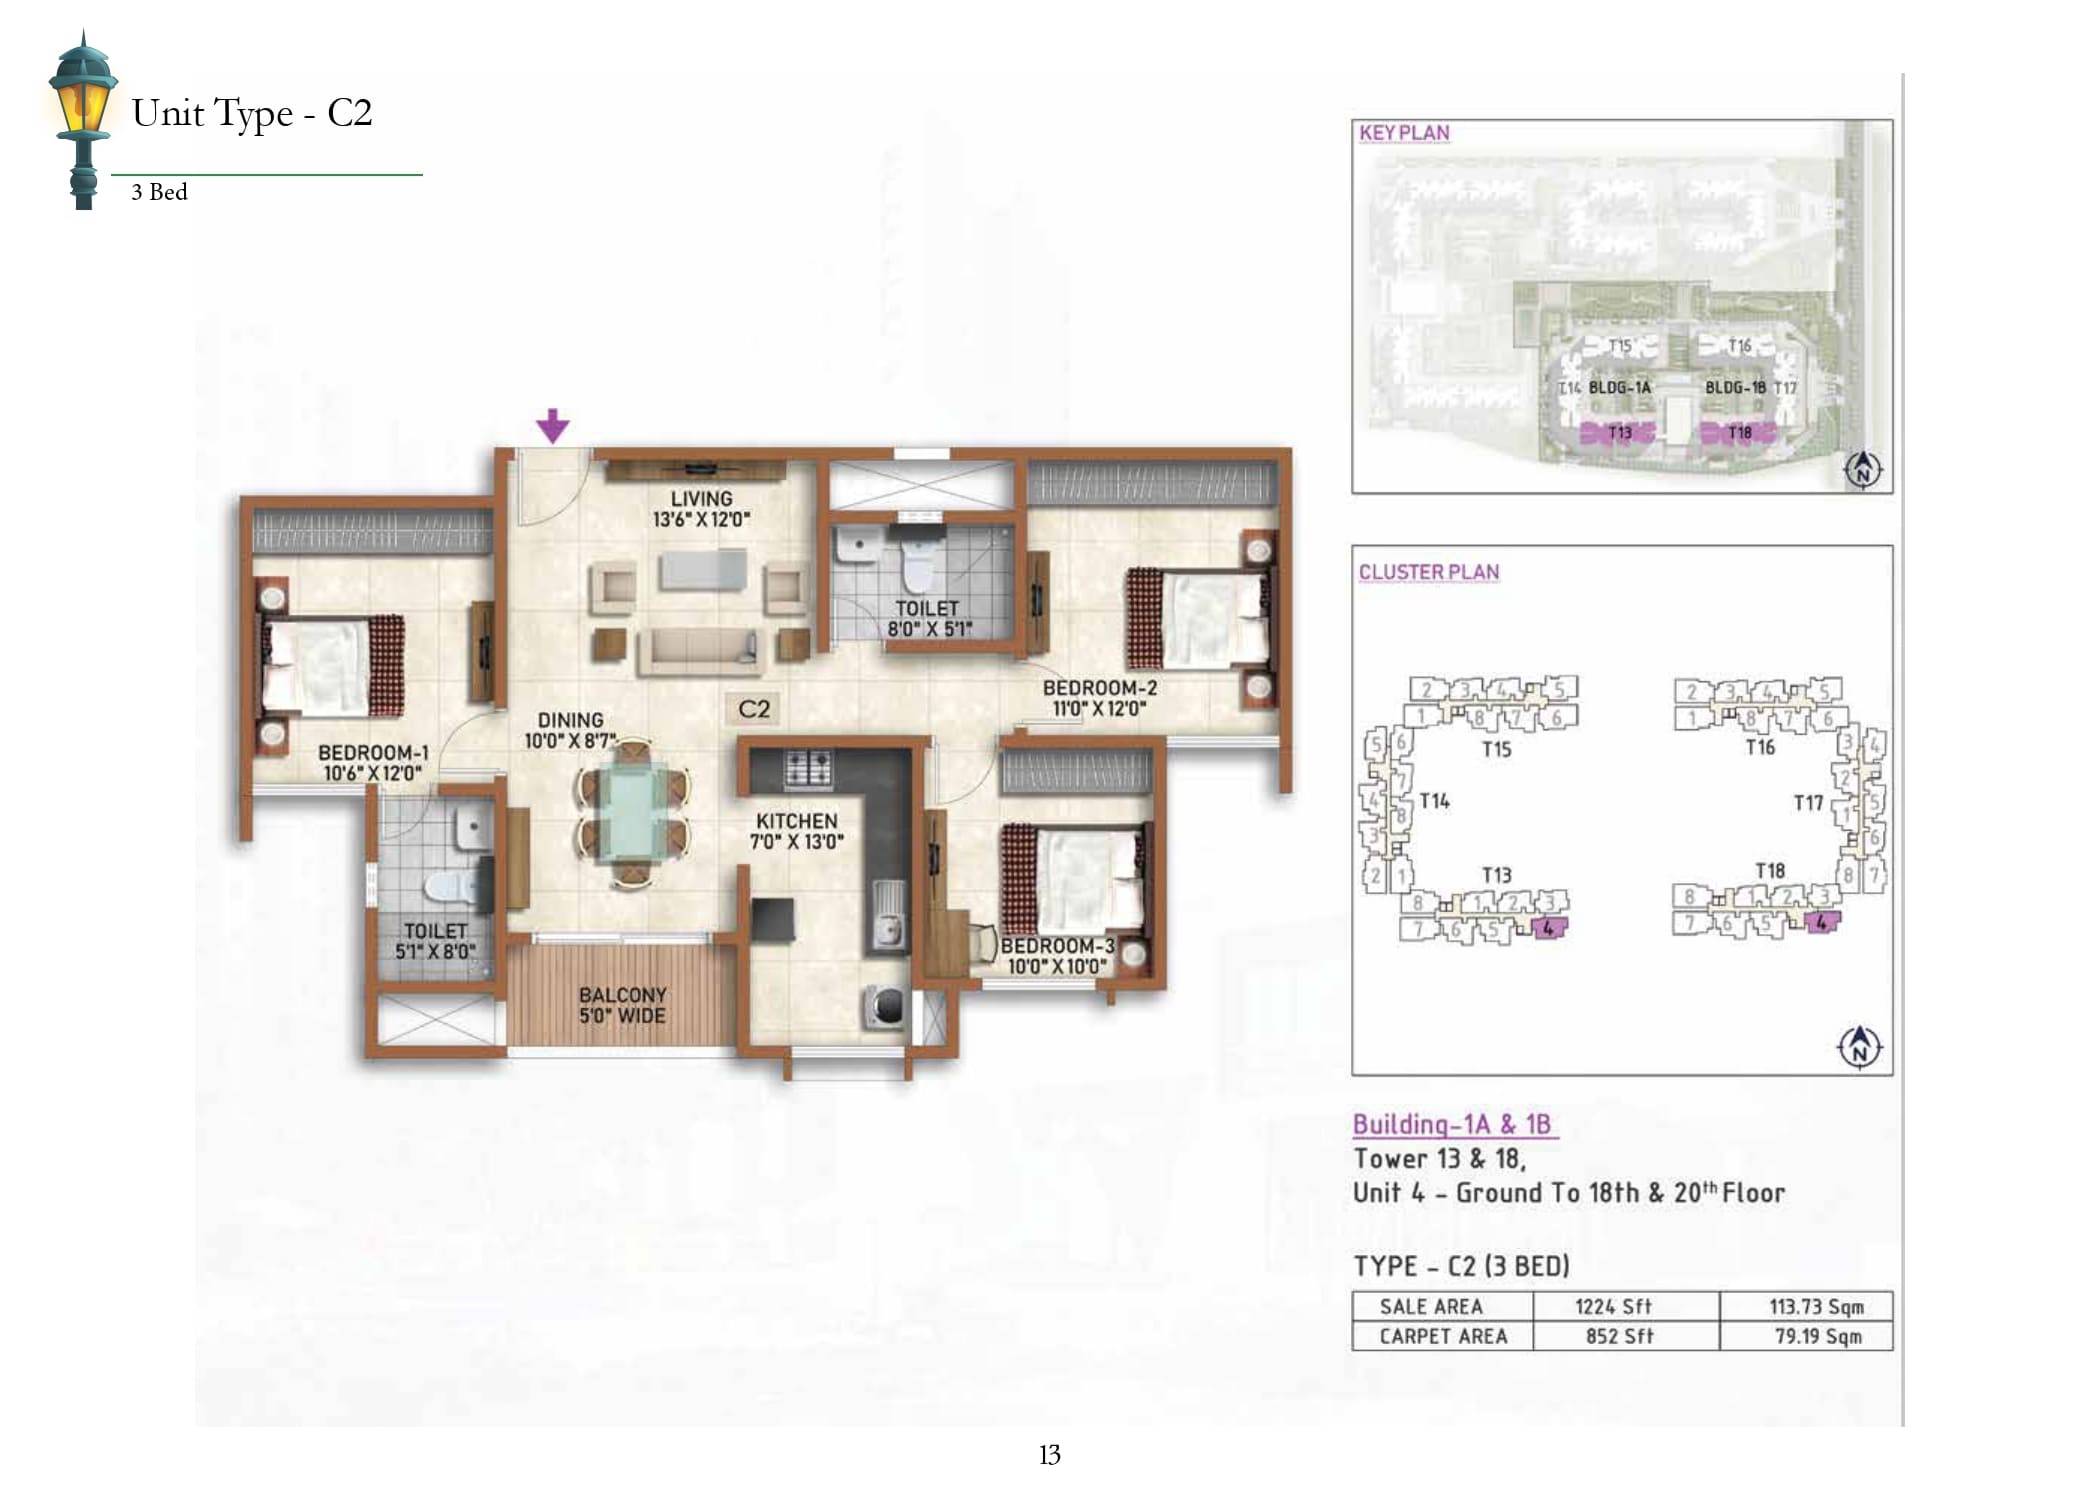 Unit Type - C2
3 Bed
LIVING
13'6" X 12'0"
TOILET
8'0" X 5'1"
BEDROOM-2
11'0" X 12'0"
C2
DINING
10'0" X 8'7"
BEDROOM-1
10'6" X 12'0"
KITCHEN
7'0" X 13'0"
TOILET
5'1" X 8'0"
BEDROOM-3
10'0" X 10'0"
BALCONY
5'0" WIDE
KEY PLAN
T15
T16
T14 BLDG-1A
BLDG-1B T17
T13
T18
N
CLUSTER PLAN
2 3 4 5
1 8 7 6
T15
2 3 4 5
1 8 7 6
T16
5 6
7
4 8
3
2 1
T14
3 4
2
5
1
6
8 7
T17
T13
8 1 2 3
7 6 5 4
T18
8 1 2 3
7 6 5 4
N
Building-1A & 1B
Tower 13 & 18,
Unit 4 - Ground To 18th & 20th Floor
TYPE - C2 (3 BED)
SALE AREA 1224 Sft 113.73 Sqm
CARPET AREA 852 Sft 79.19 Sqm
13